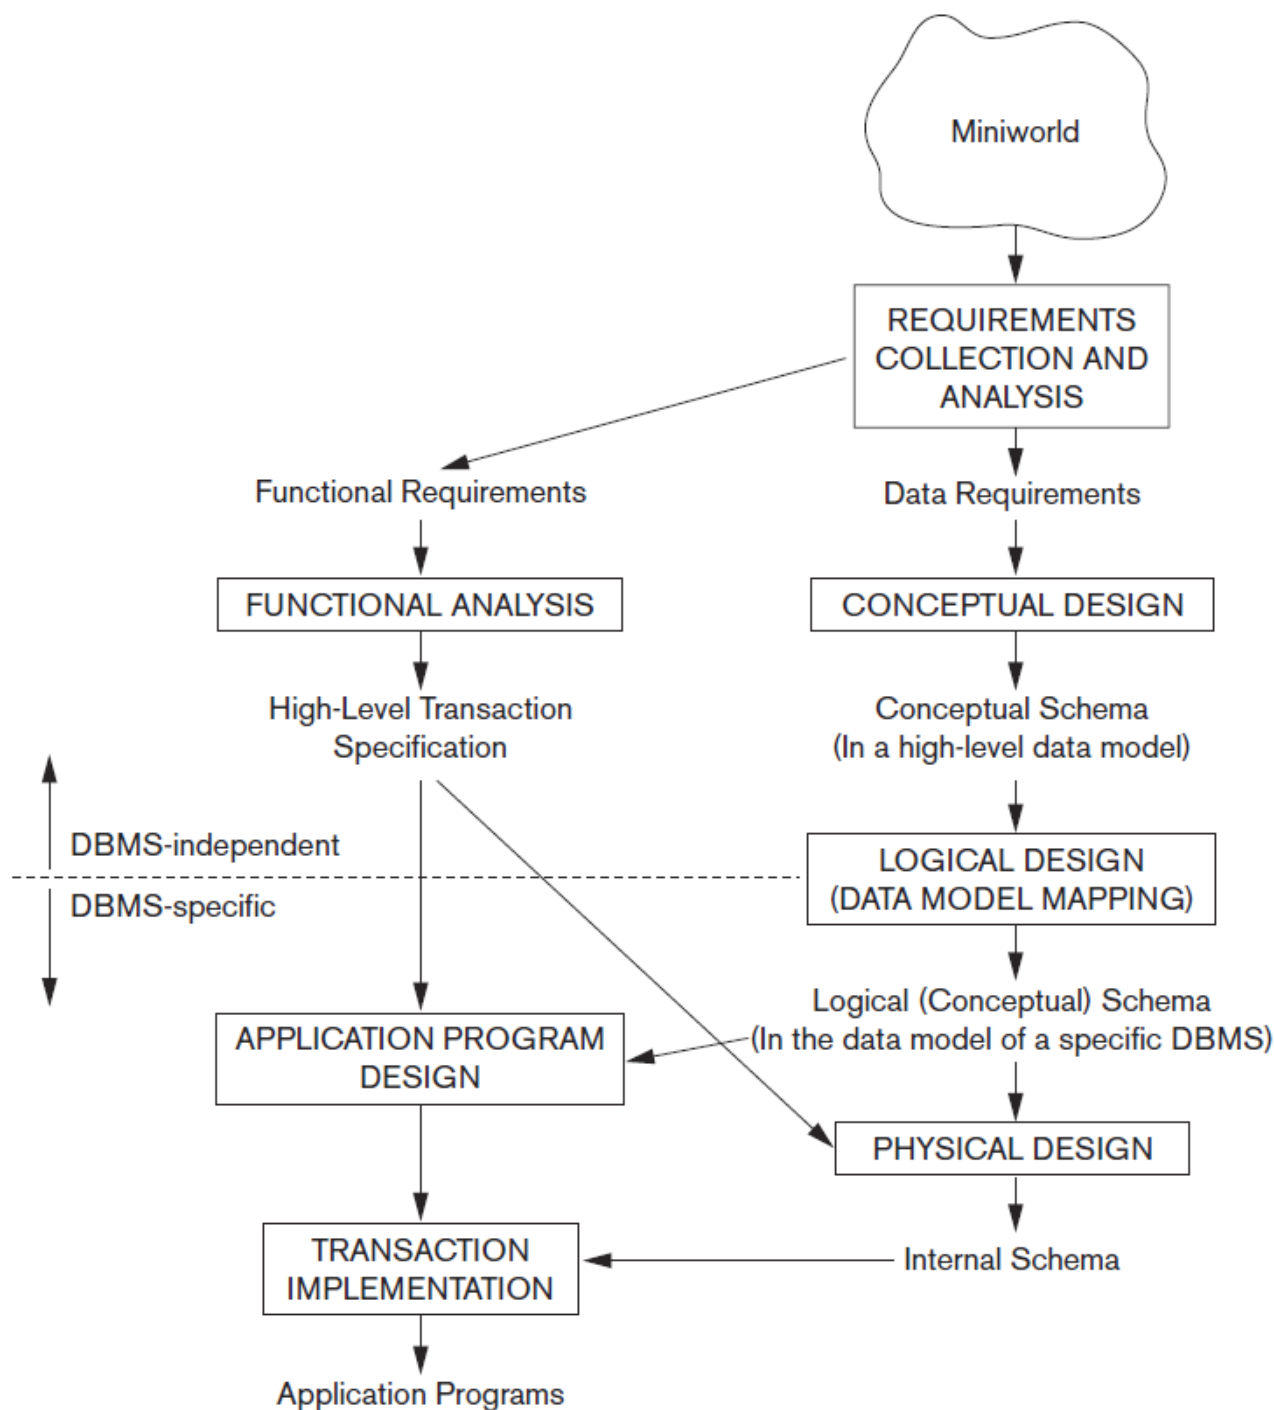 Miniworld
REQUIREMENTS
COLLECTION AND
ANALYSIS
Functional Requirements
Data Requirements
FUNCTIONAL ANALYSIS
CONCEPTUAL DESIGN
High-Level Transaction
Specification
Conceptual Schema
(In a high-level data model)
DBMS-independent
DBMS-specific
LOGICAL DESIGN
(DATA MODEL MAPPING)
Logical (Conceptual) Schema
(In the data model of a specific DBMS)
APPLICATION PROGRAM
DESIGN
PHYSICAL DESIGN
TRANSACTION
IMPLEMENTATION
Internal Schema
Application Programs